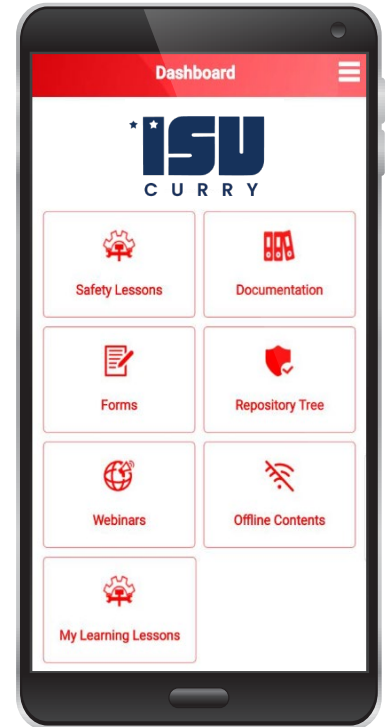 Dashboard
ISU
CURRY
Safety Lessons
Documentation
Forms
Repository Tree
Webinars
Offline Contents
My Learning Lessons